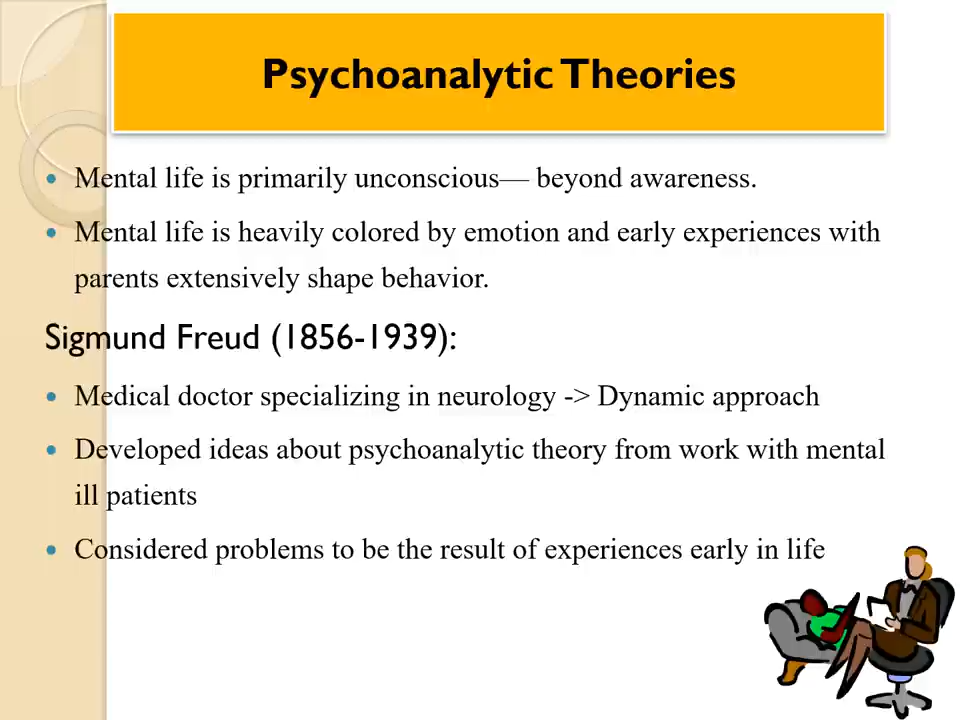 Psychoanalytic Theories
• Mental life is primarily unconscious— beyond awareness.
• Mental life is heavily colored by emotion and early experiences with
parents extensively shape behavior.
Sigmund Freud (1856-1939):
• Medical doctor specializing in neurology -> Dynamic approach
• Developed ideas about psychoanalytic theory from work with mental
ill patients
• Considered problems to be the result of experiences early in life